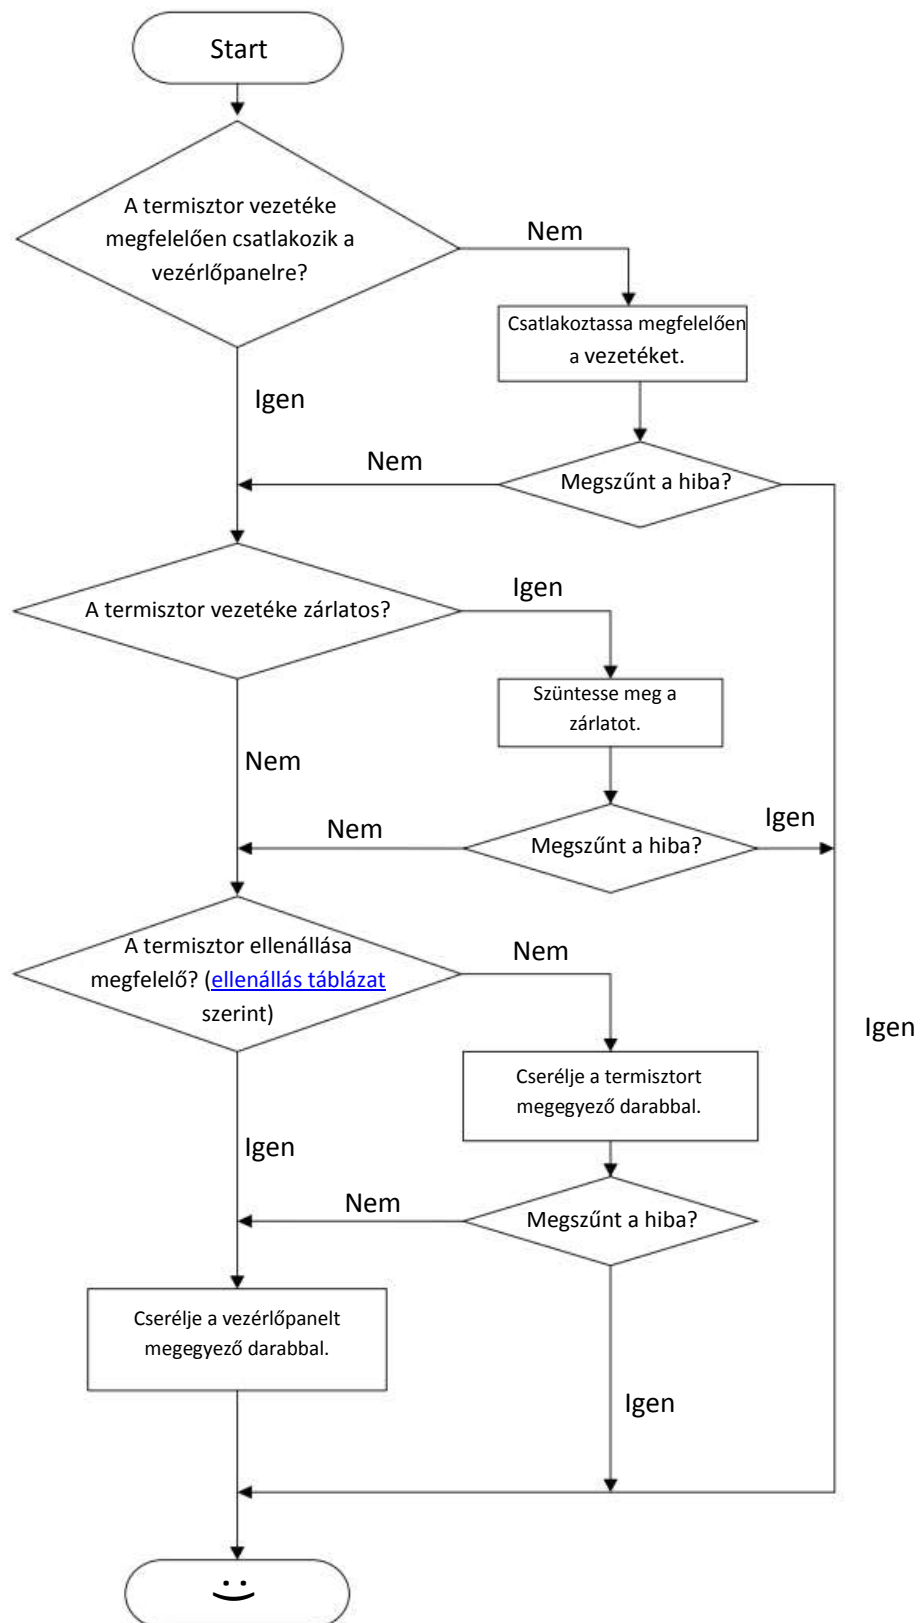 Start
A termisztor vezetéke
megfelelően csatlakozik a
vezérlőpanelre?
Nem
Csatlakoztassa megfelelően
a vezetéket.
Igen
Nem
Megszűnt a hiba?
A termisztor vezetéke zárlatos?
Igen
Szüntesse meg a
zárlatot.
Nem
Nem
Megszűnt a hiba?
Igen
A termisztor ellenállása
megfelelő? (ellenállás táblázat
szerint)
Nem
Igen
Cserélje a termisztort
megegyező darabbal.
Igen
Nem
Megszűnt a hiba?
Cserélje a vezérlőpanelt
megegyező darabbal.
Igen